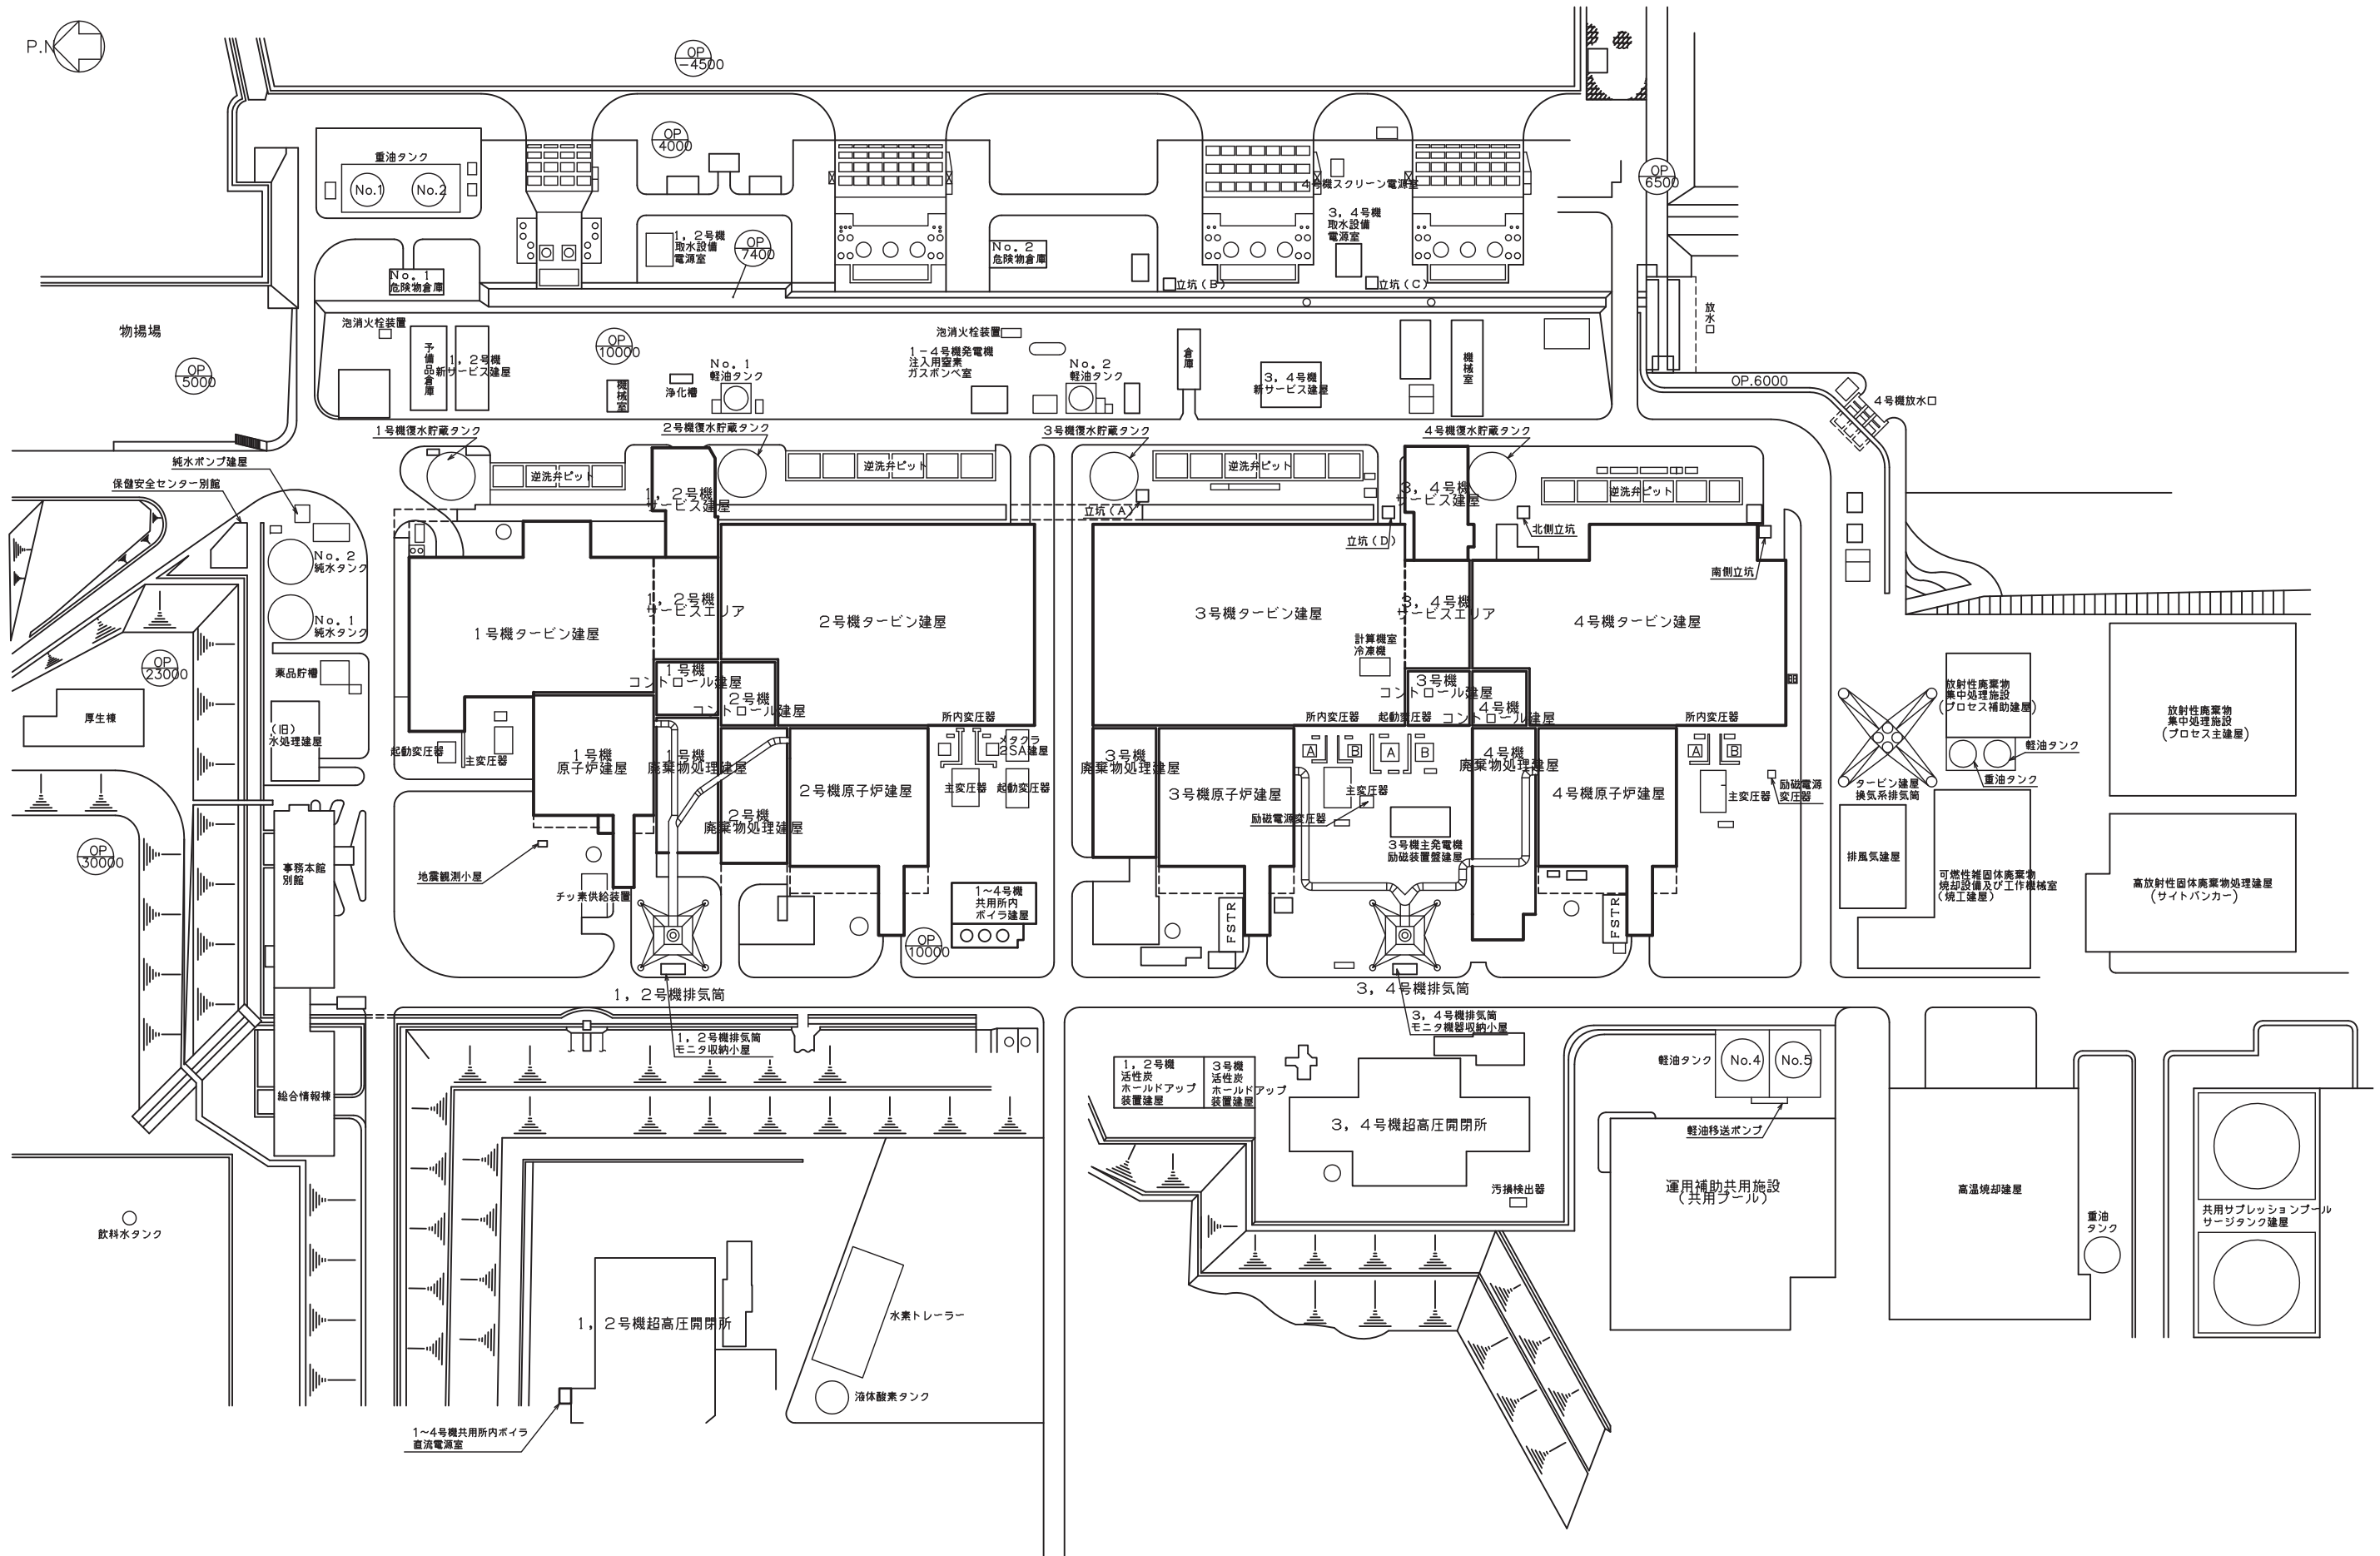 P.N
OP
-4500
OP
4000
重油タンク
No.1
No.2
OP
6500
4号機スクリーン電源室
3，4号機
取水設備
電源室
1，2号機
取水設備
電源室
OP
7400
No．2
危険物倉庫
No．1
危険物倉庫
立坑（B）
立坑（C）
放水口
物揚場
OP
5000
泡消火栓装置
予備品倉庫
1，2号機
新サービス建屋
OP
10000
機械室
浄化槽
No．1
軽油タンク
泡消火栓装置
1－4号機発電機
注入用窒素
ガスボンベ室
No．2
軽油タンク
倉庫
3，4号機
新サービス建屋
機械室
OP.6000
4号機放水口
1号機復水貯蔵タンク
2号機復水貯蔵タンク
3号機復水貯蔵タンク
4号機復水貯蔵タンク
純水ポンプ建屋
保健安全センター別館
逆洗弁ピット
逆洗弁ピット
逆洗弁ピット
逆洗弁ピット
1，2号機
サービス建屋
3，4号機
サービス建屋
立坑（A）
立坑（D）
北側立坑
南側立坑
No．2
純水タンク
No．1
純水タンク
1号機タービン建屋
1，2号機
サービスエリア
2号機タービン建屋
3号機タービン建屋
3，4号機
サービスエリア
4号機タービン建屋
計算機室
冷凍機
OP
23000
薬品貯槽
厚生棟
（旧）
水処理建屋
1号機
コントロール建屋
2号機
コントロール建屋
3号機
コントロール建屋
4号機
コントロール建屋
起動変圧器
主変圧器
1号機
原子炉建屋
1号機
廃棄物処理建屋
2号機
廃棄物処理建屋
2号機原子炉建屋
所内変圧器
メタクラ
2SA建屋
主変圧器
起動変圧器
3号機
廃棄物処理建屋
3号機原子炉建屋
所内変圧器
起動変圧器
A
B
A
B
主変圧器
励磁電源変圧器
3号機主発電機
励磁装置盤建屋
4号機
廃棄物処理建屋
4号機原子炉建屋
所内変圧器
A
B
主変圧器
励磁電源
変圧器
タービン建屋
換気系排気筒
放射性廃棄物
集中処理施設
（プロセス補助建屋）
軽油タンク
重油タンク
放射性廃棄物
集中処理施設
（プロセス主建屋）
OP
30000
事務本館
別館
地震観測小屋
チッ素供給装置
1～4号機
共用所内
ボイラ建屋
OP
10000
FSTR
FSTR
排風気建屋
可燃性雑固体廃棄物
焼却設備及び工作機械室
（焼工建屋）
高放射性固体廃棄物処理建屋
（サイトバンカー）
1，2号機排気筒
3，4号機排気筒
1，2号機排気筒
モニタ収納小屋
3，4号機排気筒
モニタ機器収納小屋
総合情報棟
1，2号機
活性炭
ホールドアップ
装置建屋
3号機
活性炭
ホールドアップ
装置建屋
3，4号機超高圧開閉所
軽油タンク
No.4
No.5
軽油移送ポンプ
汚損検出器
運用補助共用施設
（共用プール）
高温焼却建屋
重油
タンク
共用サプレッションプール
サージタンク建屋
飲料水タンク
1，2号機超高圧開閉所
水素トレーラー
液体酸素タンク
1～4号機共用所内ボイラ
直流電源室